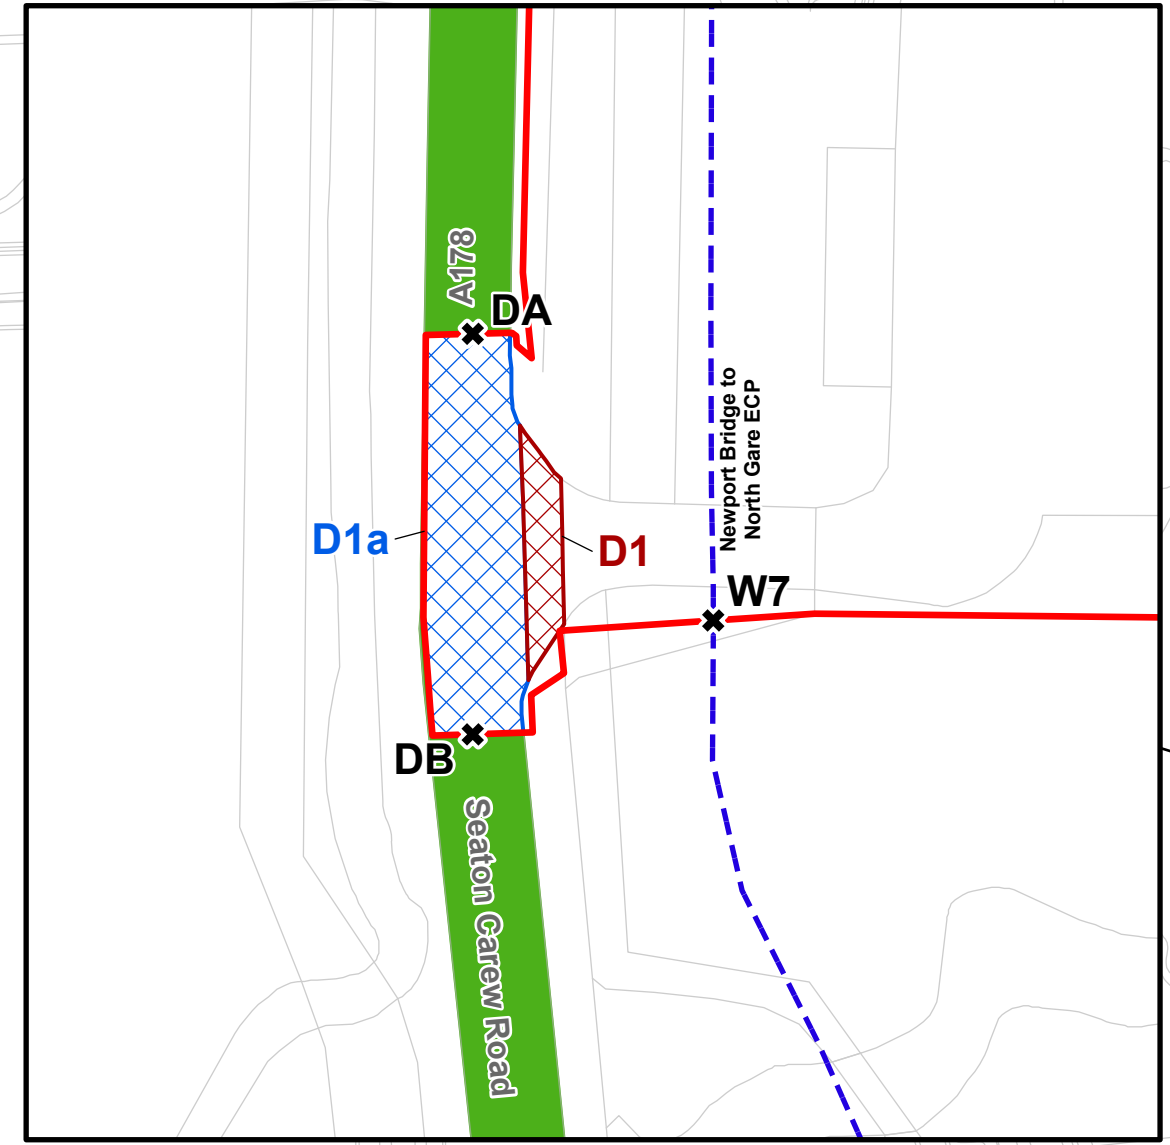 A178
DA
Newport Bridge to
North Gare ECP
D1a
D1
W7
DB
Seaton Carew Road